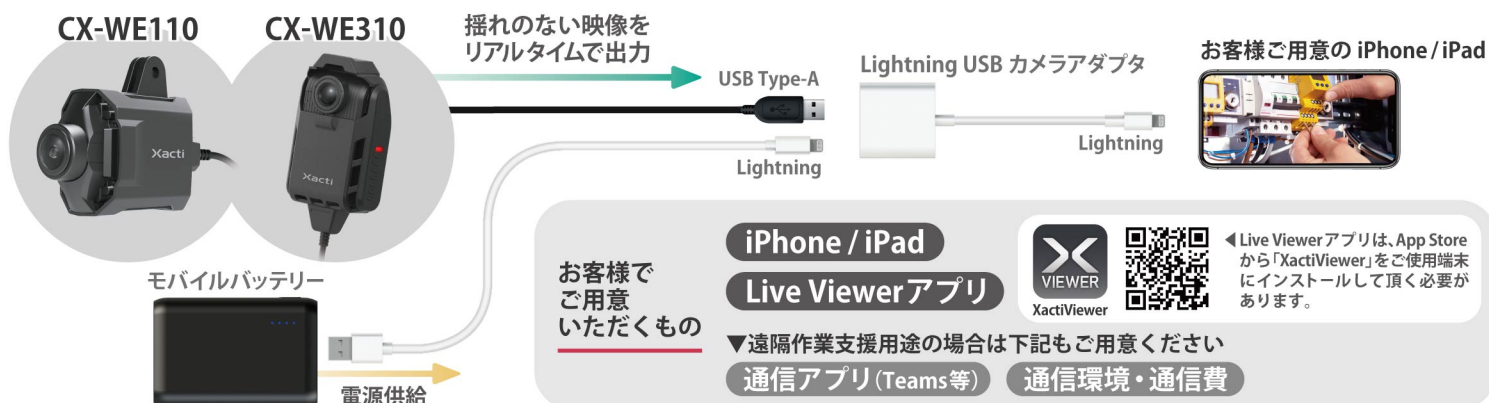 CX-WE110
CX-WE310
揺れのない映像を
リアルタイムで出力
USB Type-A
Lightning
Lightning USB カメラアダプタ
Lightning
お客様ご用意の iPhone / iPad
Xacti
Xacti
モバイルバッテリー
電源供給
お客様で
ご用意
いただくもの
iPhone / iPad
Live Viewerアプリ
VIEWER
XactiViewer
◀Live Viewerアプリは、App Store
から「XactiViewer」をご使用端末
にインストールして頂く必要が
あります。
▼遠隔作業支援用途の場合は下記もご用意ください
通信アプリ(Teams等)
通信環境・通信費